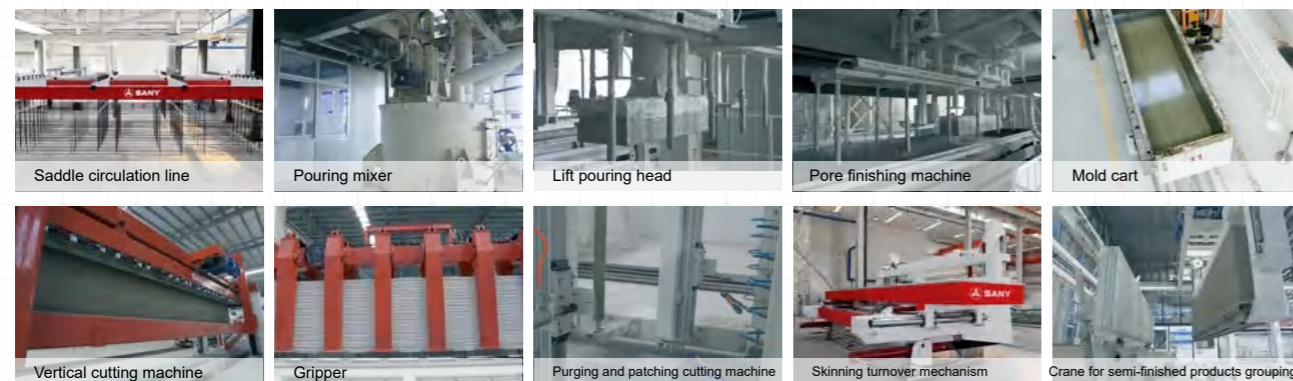 SANY
Saddle circulation line
Pouring mixer
Lift pouring head
Pore finishing machine
Mold cart
SANY
Vertical cutting machine
Gripper
Purging and patching cutting machine
Skinning turnover mechanism
Crane for semi-finished products grouping